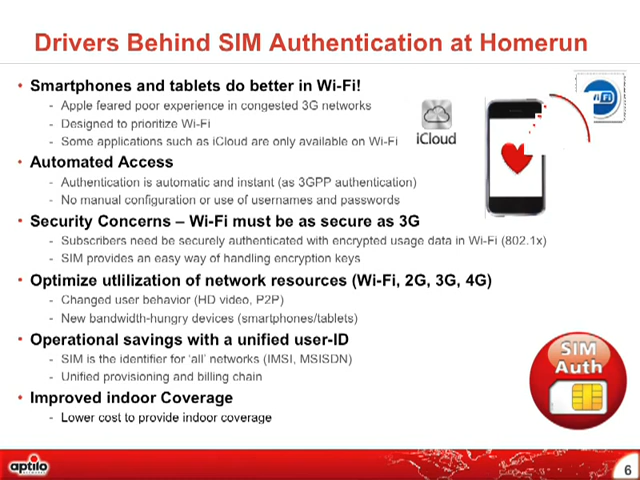 Drivers Behind SIM Authentication at Homerun
• Smartphones and tablets do better in Wi-Fi!
- Apple feared poor experience in congested 3G networks
- Designed to prioritize Wi-Fi
- Some applications such as iCloud are only available on Wi-Fi
iCloud
• Automated Access
- Authentication is automatic and instant (as 3GPP authentication)
- No manual configuration or use of usernames and passwords
• Security Concerns – Wi-Fi must be as secure as 3G
- Subscribers need be securely authenticated with encrypted usage data in Wi-Fi (802.1x)
- SIM provides an easy way of handling encryption keys
• Optimize utlilization of network resources (Wi-Fi, 2G, 3G, 4G)
- Changed user behavior (HD video, P2P)
- New bandwidth-hungry devices (smartphones/tablets)
• Operational savings with a unified user-ID
- SIM is the identifier for ‘all’ networks (IMSI, MSISDN)
- Unified provisioning and billing chain
• Improved indoor Coverage
- Lower cost to provide indoor coverage
SIM
Auth
aptilo
6